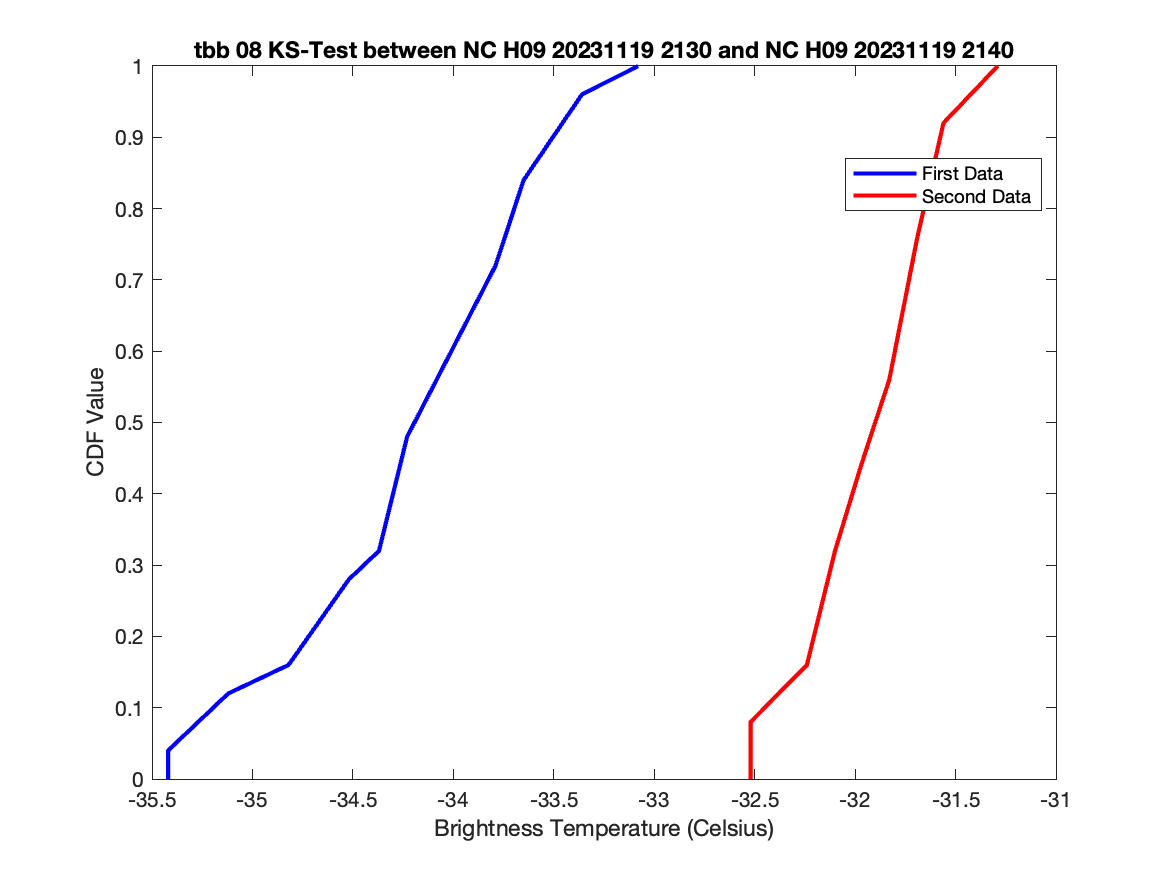 tbb 08 KS-Test between NC H09 20231119 2130 and NC H09 20231119 2140
1
0.9
0.8
0.7
0.6
0.5
0.4
0.3
0.2
0.1
0
CDF Value
First Data
Second Data
-35.5 -35 -34.5 -34 -33.5 -33 -32.5 -32 -31.5 -31
Brightness Temperature (Celsius)